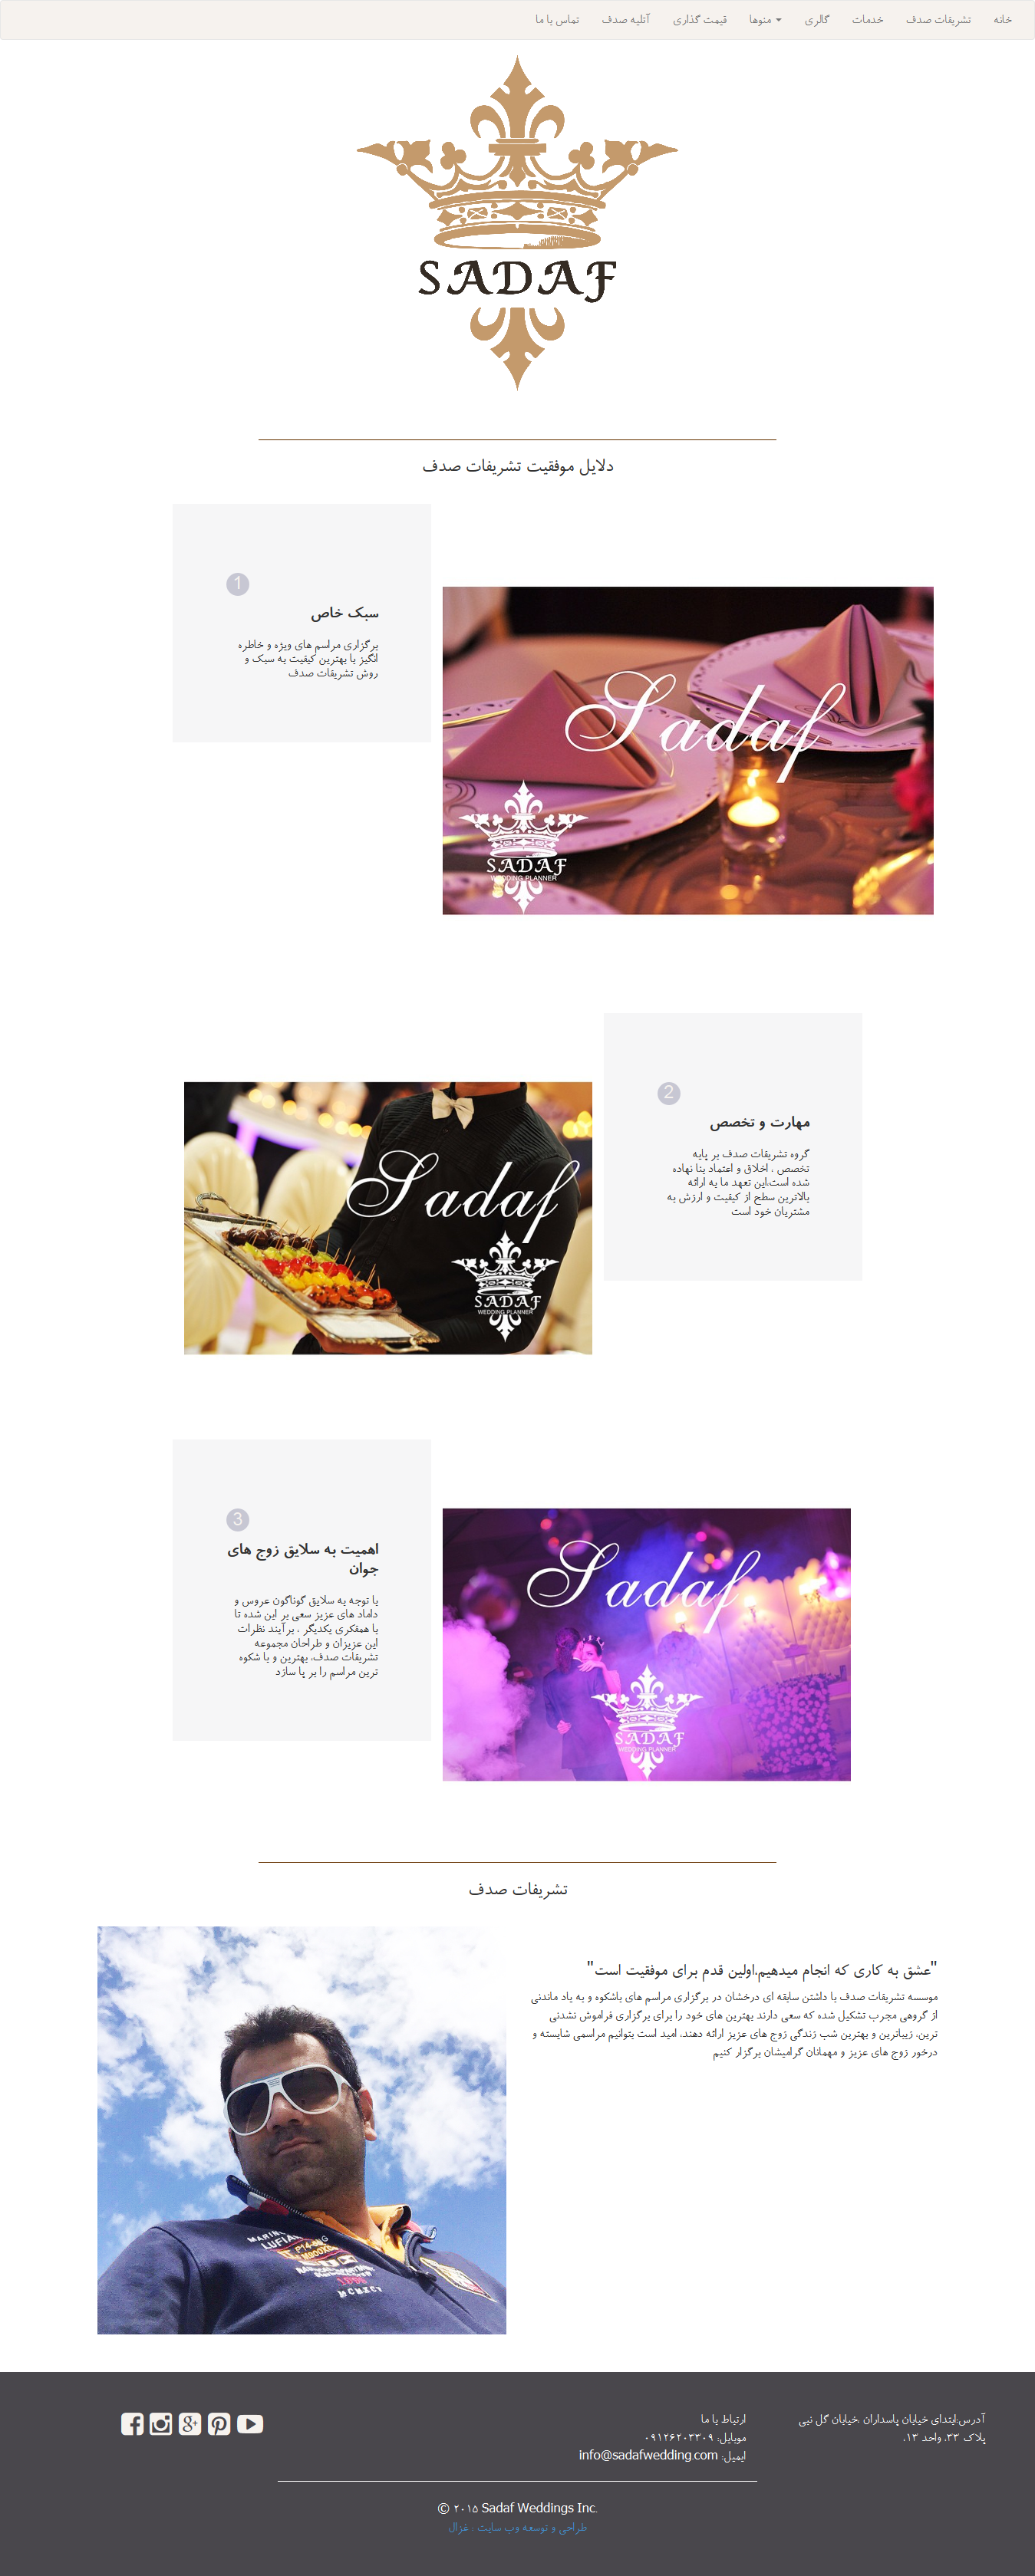 خانه
تشریفات صدف
خدمات
گالری
منوها
قیمت گذاری
آتلیه صدف
تماس با ما
SADAF
دلایل موفقیت تشریفات صدف
1
سبک خاص
برگزاری مراسم های ویژه و خاطره
انگیز با بهترین کیفیت به سبک و
روش تشریفات صدف
Sadaf
SADAF
WEDDING PLANNER
2
مهارت و تخصص
گروه تشریفات صدف بر پایه
تخصص ، اخلاق و اعتماد بنا نهاده
شده است.این تعهد ما به ارائه
بالاترین سطح از کیفیت و ارزش به
مشتریان خود است
Sadaf
SADAF
WEDDING PLANNER
3
اهمیت به سلایق زوج های
جوان
با توجه به سلایق گوناگون عروس و
داماد های عزیز سعی بر این شده تا
با همفکری یکدیگر ، برآیند نظرات
این عزیزان و طراحان مجموعه
تشریفات صدف، بهترین و با شکوه
ترین مراسم را بر پا سازد
Sadaf
SADAF
WEDDING PLANNER
تشریفات صدف
"عشق به کاری که انجام میدهیم،اولین قدم برای موفقیت است"
موسسه تشریفات صدف با داشتن سابقه ای درخشان در برگزاری مراسم های باشکوه و به یاد ماندنی
از گروهی مجرب تشکیل شده که سعی دارند بهترین های خود را برای برگزاری فراموش نشدنی
ترین، زیباترین و بهترین شب زندگی زوج های عزیز ارائه دهند، امید است بتوانیم مراسمی شایسته و
درخور زوج های عزیز و مهمانان گرامیشان برگزار کنیم
MARIN
LUFIAN
آدرس:ابتدای خیابان پاسداران ،خیابان گل نبی
پلاک ۳۳، واحد ۱۳،
ارتباط با ما
موبایل: ۰۹۱۲۶۲۰۳۳۰۹
ایمیل: info@sadafwedding.com
© ۲۰۱۵ Sadaf Weddings Inc.
طراحی و توسعه وب سایت : غزال